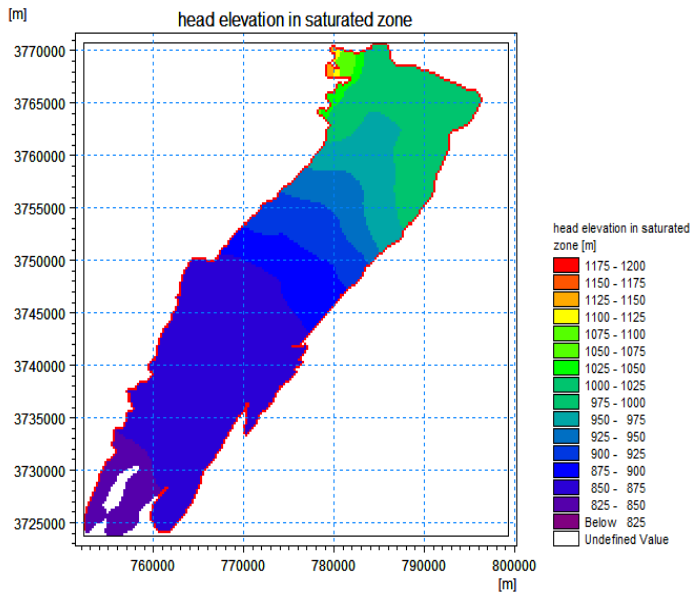 [m]
head elevation in saturated zone
3770000
3765000
3760000
3755000
3750000
3745000
3740000
3735000
3730000
3725000
760000 770000 780000 790000 800000
[m]
head elevation in saturated
zone [m]
1175 - 1200
1150 - 1175
1125 - 1150
1100 - 1125
1075 - 1100
1050 - 1075
1025 - 1050
1000 - 1025
975 - 1000
950 - 975
925 - 950
900 - 925
875 - 900
850 - 875
825 - 850
Below 825
Undefined Value